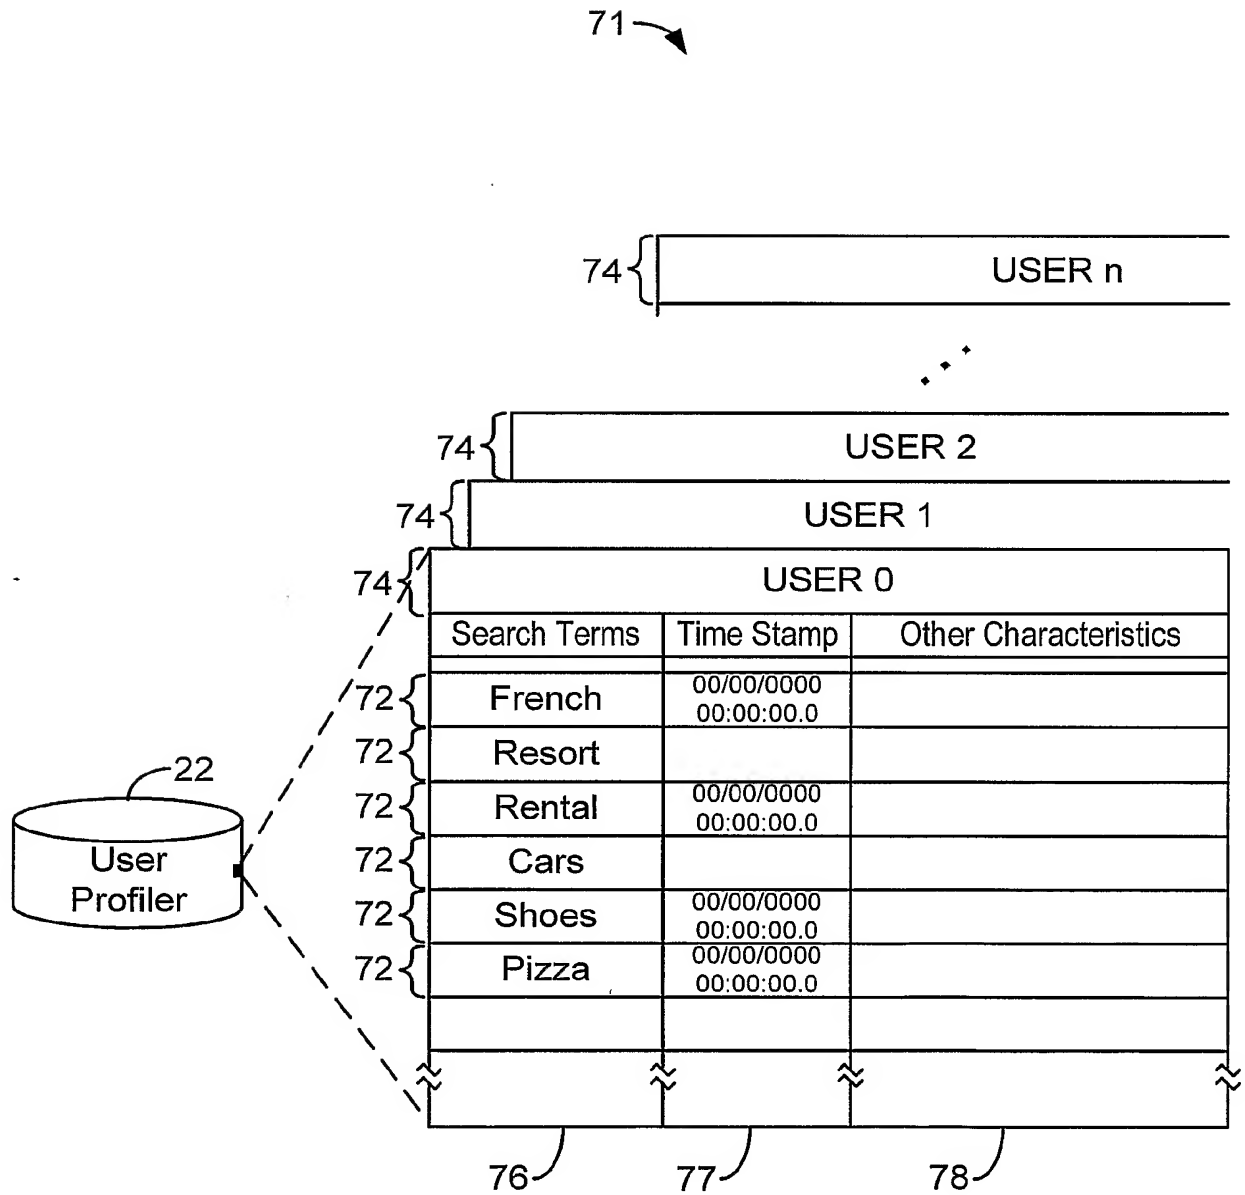 71
74 USER n
74 USER 2
74 USER 1
74 USER 0
Search Terms Time Stamp Other Characteristics
72 French 00/00/0000
00:00:00.0
72 Resort
72 Rental 00/00/0000
00:00:00.0
72 Cars
72 Shoes 00/00/0000
00:00:00.0
72 Pizza 00/00/0000
00:00:00.0
22
User
Profiler
76 77 78